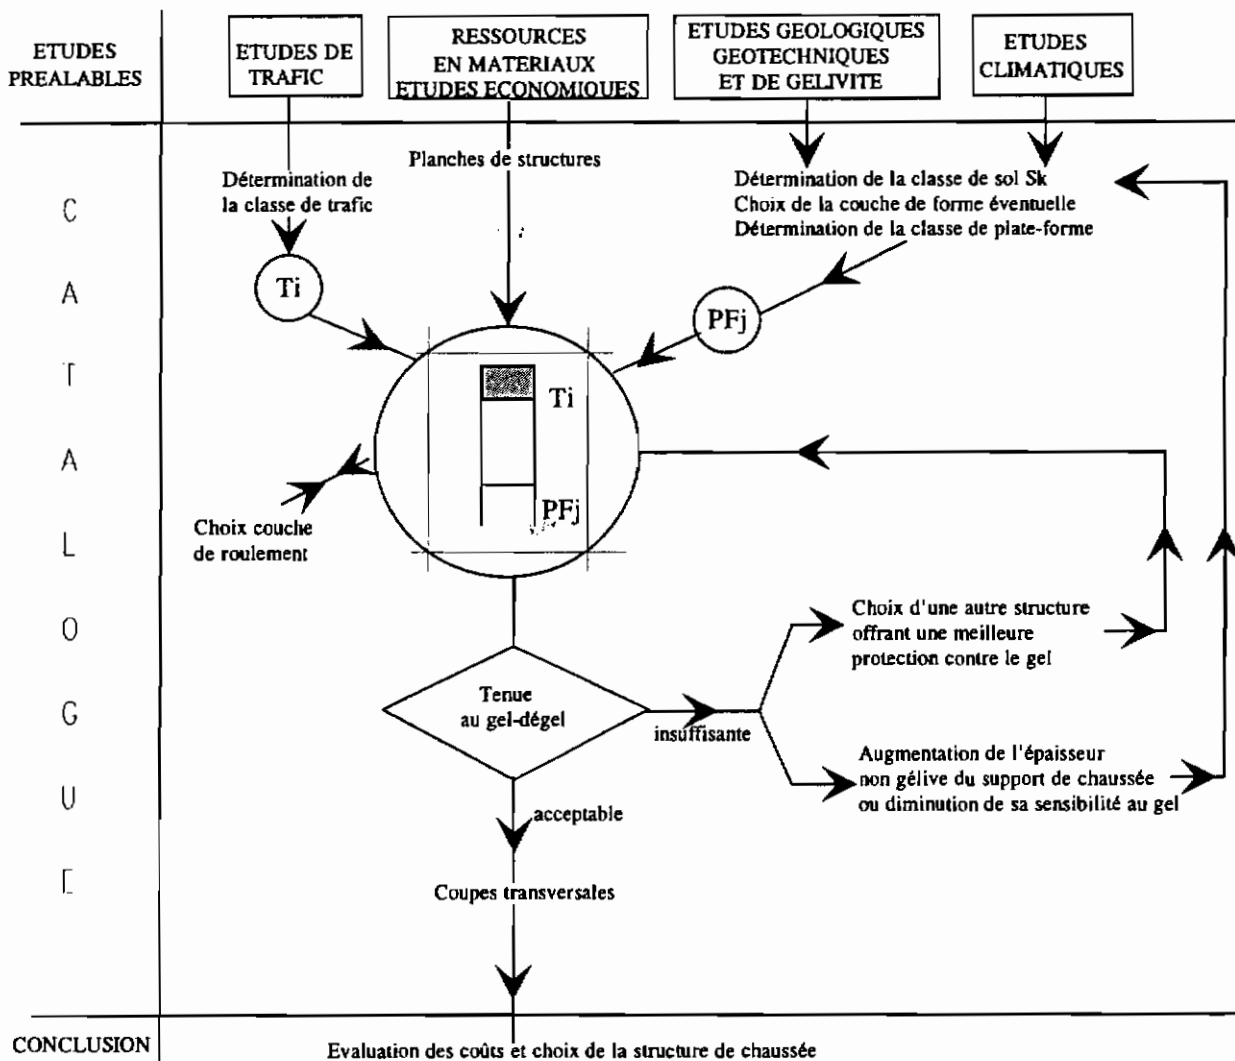 ETUDES
PREALABLES
ETUDES DE
TRAFIC
RESSOURCES
EN MATERIAUX
ETUDES ECONOMIQUES
ETUDES GEOLOGIQUES
GEOTECHNIQUES
ET DE GELIVITE
ETUDES
CLIMATIQUES
C
A
T
A
L
O
G
U
E
Détermination de
la classe de trafic
Planches de structures
Détermination de la classe de sol Sk
Choix de la couche de forme éventuelle
Détermination de la classe de plate-forme
Ti
PFj
Ti
PFj
Choix couche
de roulement
Tenue
au gel-dégel
insuffisante
Choix d'une autre structure
offrant une meilleure
protection contre le gel
Augmentation de l'épaisseur
non gélive du support de chaussée
ou diminution de sa sensibilité au gel
acceptable
Coupes transversales
CONCLUSION
Evaluation des coûts et choix de la structure de chaussée